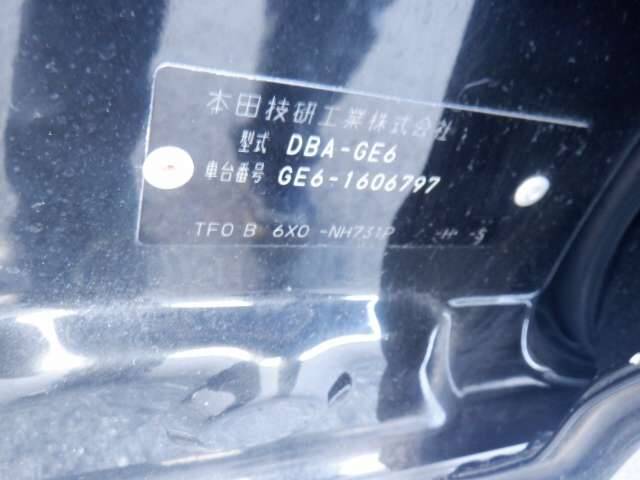 本田技研工業株式会社
型式 DBA-GE6
車台番号 GE6-1606797
TF0 B 6X0 -NH731P -H -S